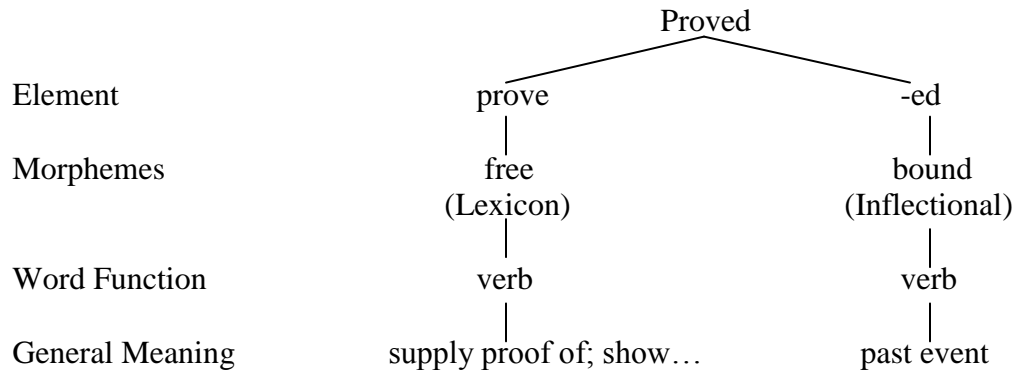 Proved
Element prove -ed
Morphemes free bound
(Lexicon) (Inflectional)
Word Function verb verb
General Meaning supply proof of; show… past event